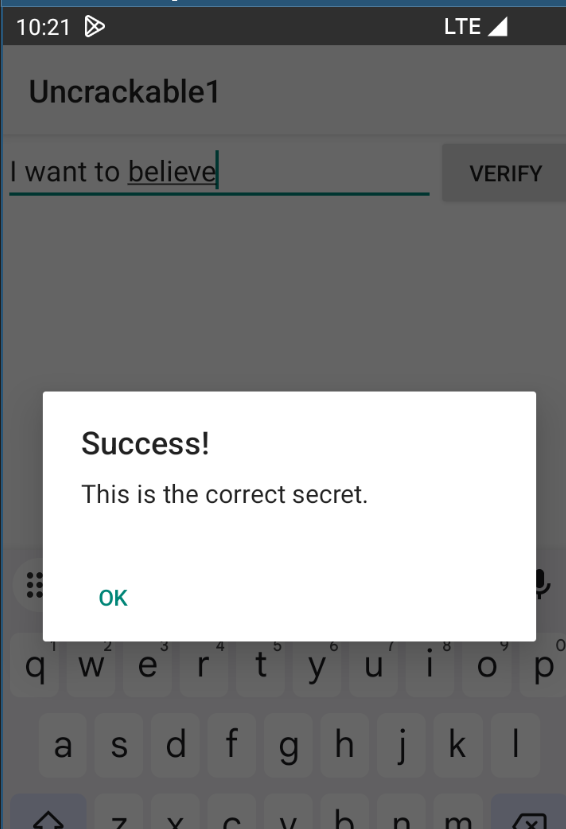 10:21 LTE
Uncrackable1
I want to believe VERIFY
Success!
This is the correct secret.
OK
1 2 3 4 5 6 7 8 9 0
q w e r t y u i o p
a s d f g h j k l
z x c v b n m